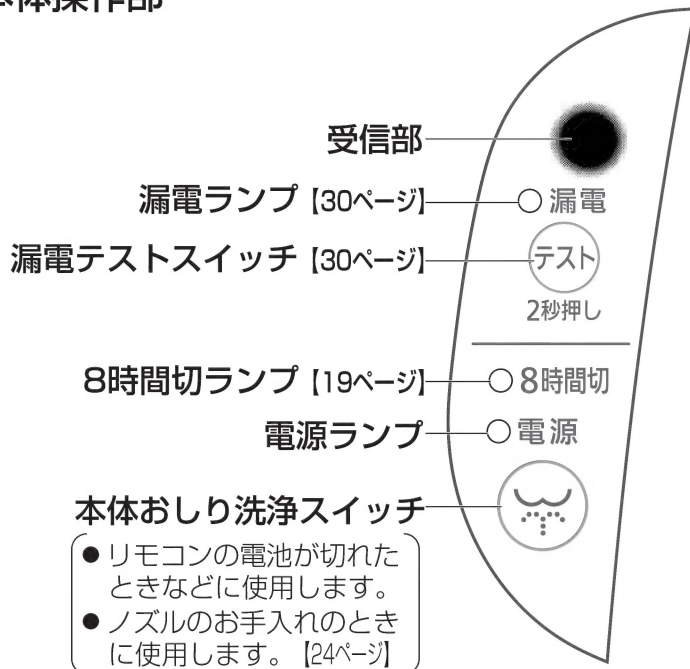 本体操作部
受信部
漏電ランプ【30ページ】
漏電
漏電テストスイッチ【30ページ】
テスト
2秒押し
8時間切ランプ【19ページ】
8時間切
電源ランプ
電源
本体おしり洗浄スイッチ
●リモコンの電池が切れた
ときなどに使用します。
●ノズルのお手入れのとき
に使用します。【24ページ】